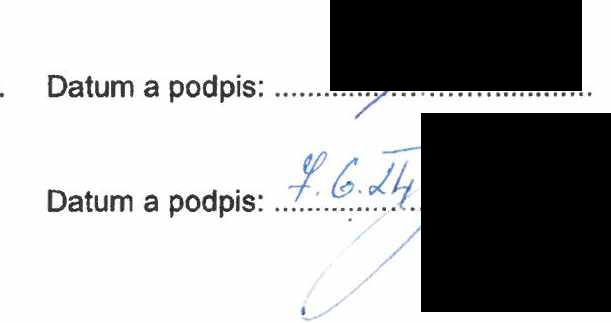 Datum a podpis: ..........................................
Datum a podpis: 7.6.24